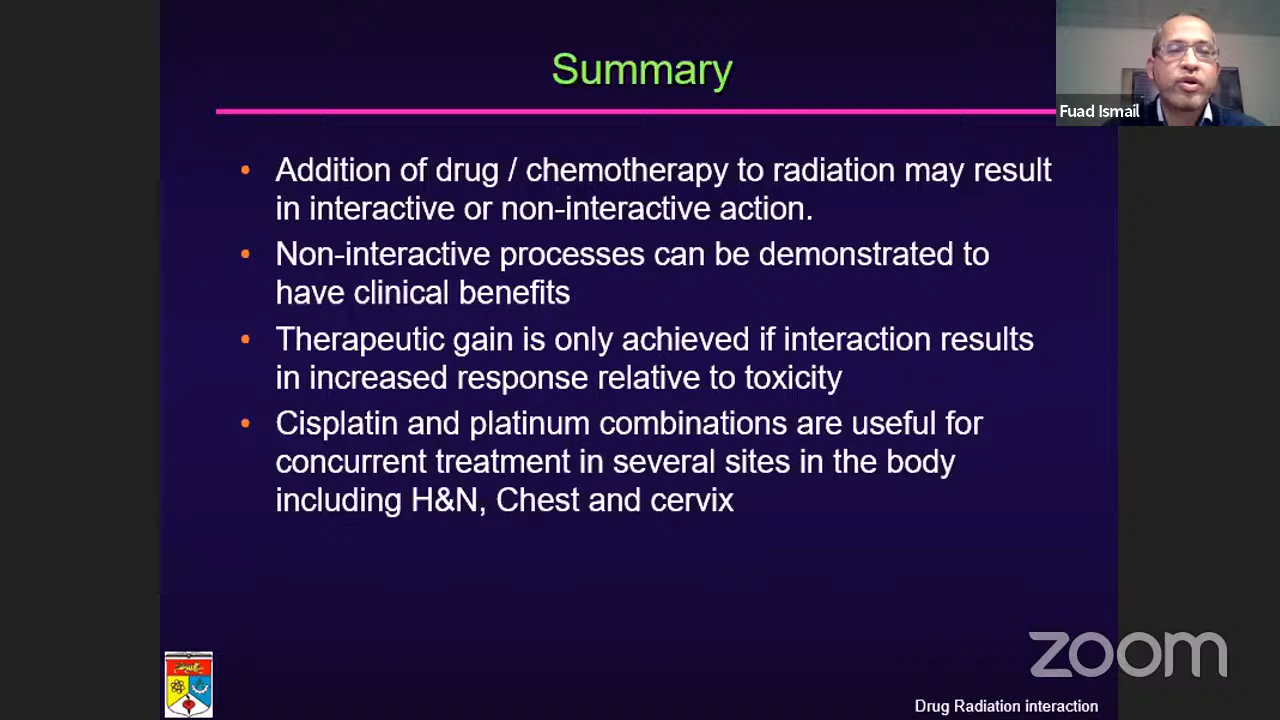 Summary
Fuad Ismail
• Addition of drug / chemotherapy to radiation may result
in interactive or non-interactive action.
• Non-interactive processes can be demonstrated to
have clinical benefits
• Therapeutic gain is only achieved if interaction results
in increased response relative to toxicity
• Cisplatin and platinum combinations are useful for
concurrent treatment in several sites in the body
including H&N, Chest and cervix
zoom
Drug Radiation interaction